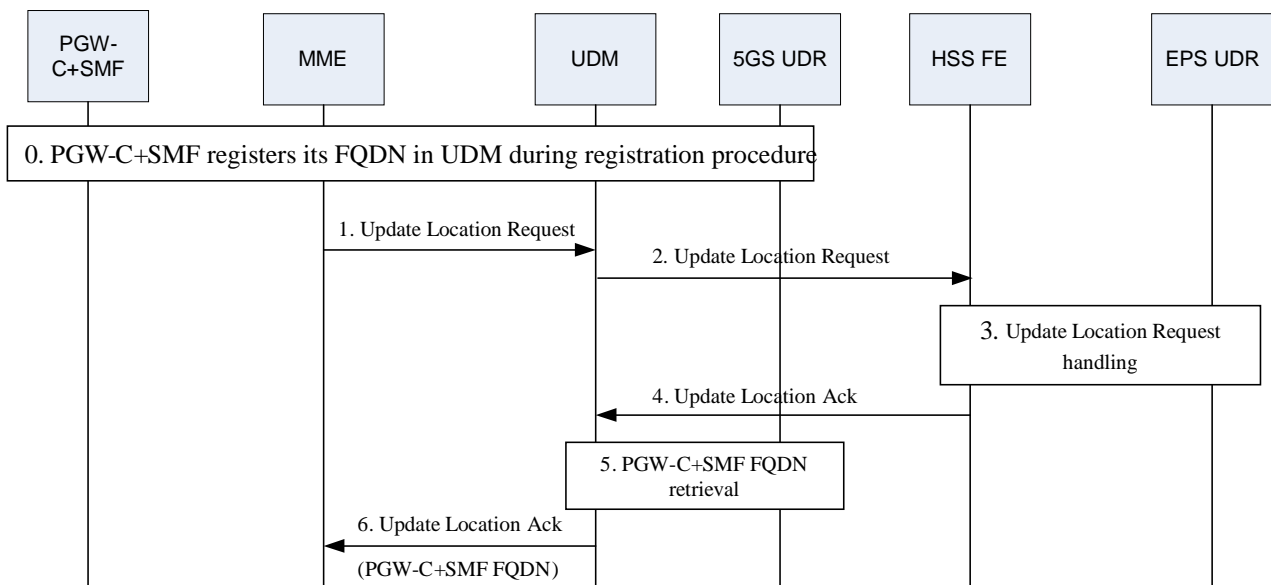 PGW-
C+SMF
MME
UDM
5GS UDR
HSS FE
EPS UDR
0. PGW-C+SMF registers its FQDN in UDM during registration procedure
1. Update Location Request
2. Update Location Request
3. Update Location Request
handling
4. Update Location Ack
5. PGW-C+SMF FQDN
retrieval
6. Update Location Ack
(PGW-C+SMF FQDN)